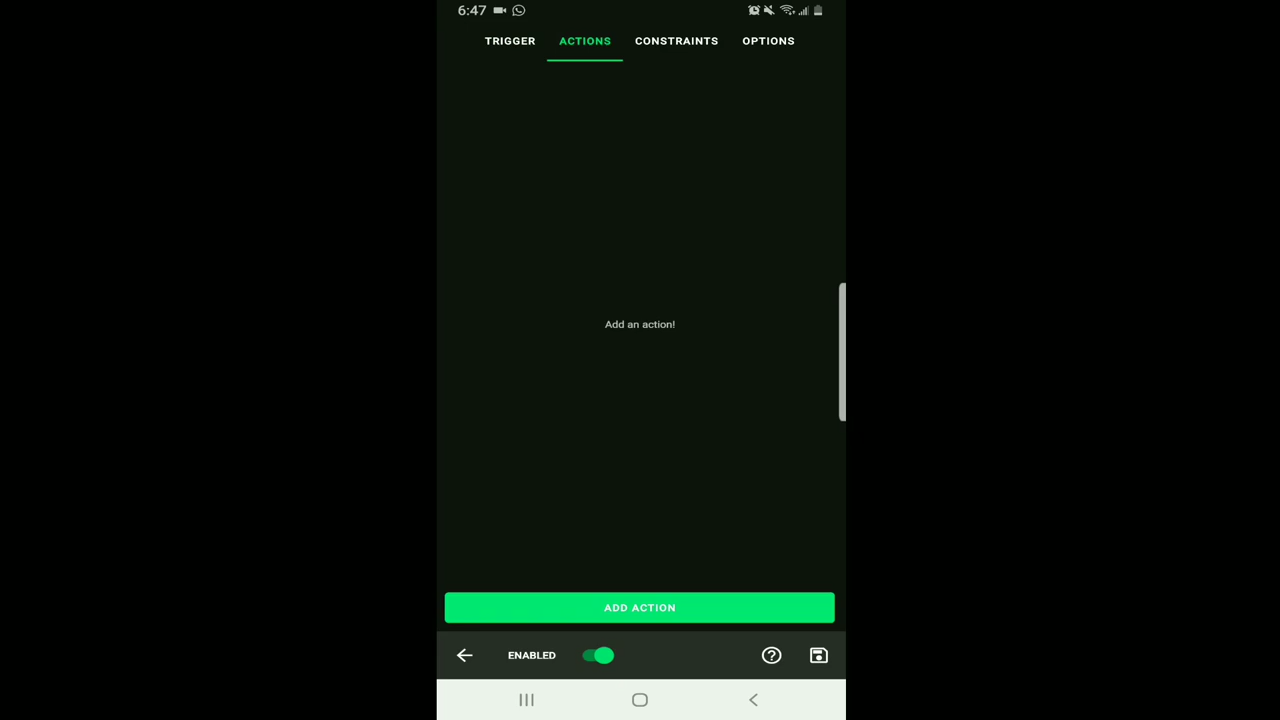 6:47
TRIGGER ACTIONS CONSTRAINTS OPTIONS
Add an action!
ADD ACTION
ENABLED